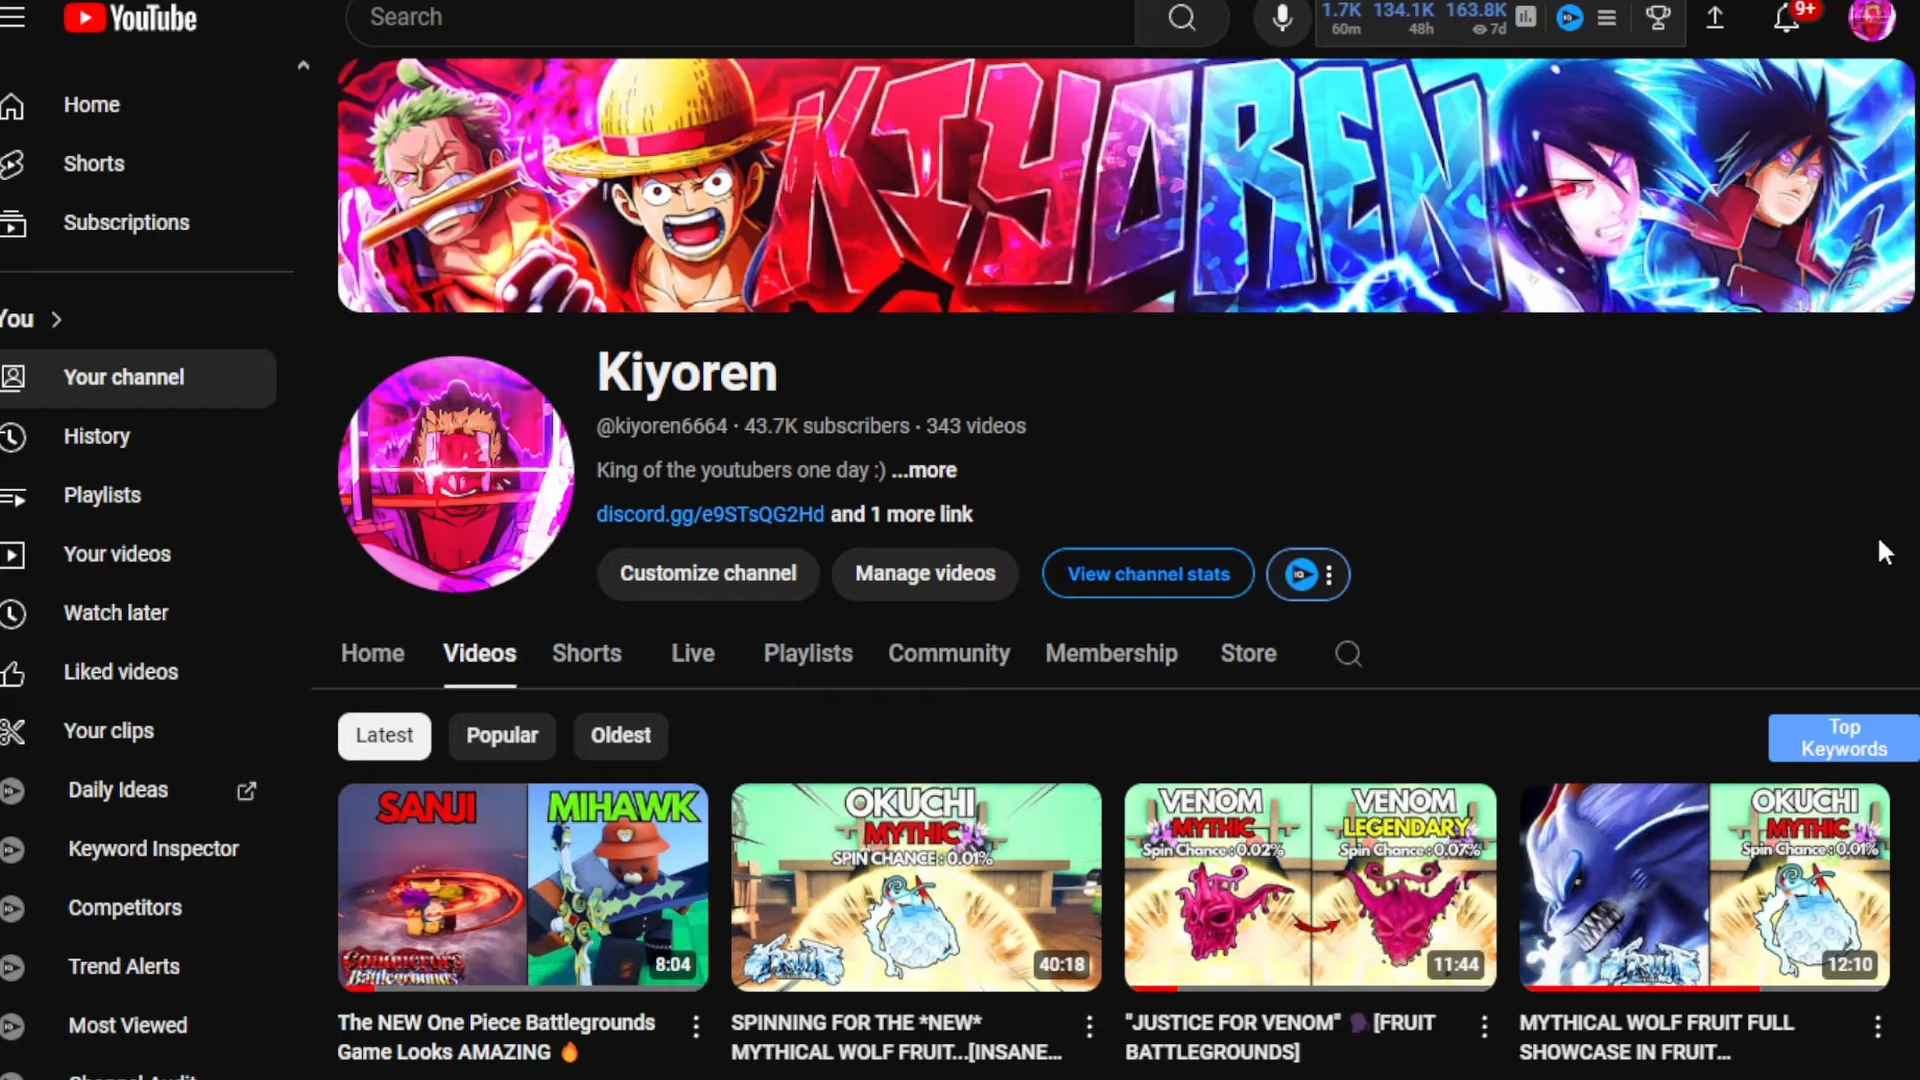 YouTube
Search
1.7K 134.1K 163.8K
60m 48h 7d
9+
Home
Shorts
Subscriptions
You
Your channel
History
Playlists
Your videos
Watch later
Liked videos
Your clips
Daily Ideas
Keyword Inspector
Competitors
Trend Alerts
Most Viewed
Channel Audit
KIYOREN
Kiyoren
@kiyoren6664 · 43.7K subscribers · 343 videos
King of the youtubers one day :) ...more
discord.gg/e9STsQG2Hd and 1 more link
Customize channel
Manage videos
View channel stats
Home Videos Shorts Live Playlists Community Membership Store
Latest Popular Oldest
Top
Keywords
SANJI MIHAWK
Battlegrounds
8:04
The NEW One Piece Battlegrounds
Game Looks AMAZING 🔥
OKUCHI
MYTHIC
SPIN CHANCE : 0.01%
FRUIT
40:18
SPINNING FOR THE *NEW*
MYTHICAL WOLF FRUIT...[INSANE...
VENOM
MYTHIC
Spin Chance : 0.02%
VENOM
LEGENDARY
Spin Chance : 0.07%
11:44
"JUSTICE FOR VENOM" 🗣[FRUIT
BATTLEGROUNDS]
OKUCHI
MYTHIC
Spin Chance : 0.01%
FRUIT
12:10
MYTHICAL WOLF FRUIT FULL
SHOWCASE IN FRUIT...